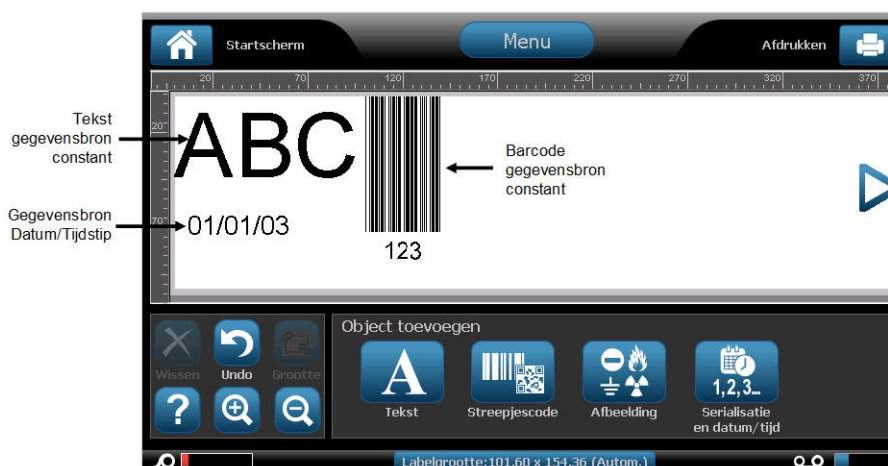 Startscherm
Menu
Afdrukken
20 70 120 170 220 270 320 370
Tekst
gegevensbron
constant
20
ABC
Barcode
gegevensbron
constant
Gegevensbron
Datum/Tijdstip
70
01/01/03
123
Object toevoegen
Wissen
Undo
Grootte
?
A
1,2,3...
Tekst
Streepjescode
Afbeelding
Serialisatie
en datum/tijd
Labelgrootte:101.60 x 154.36 (Autom.)